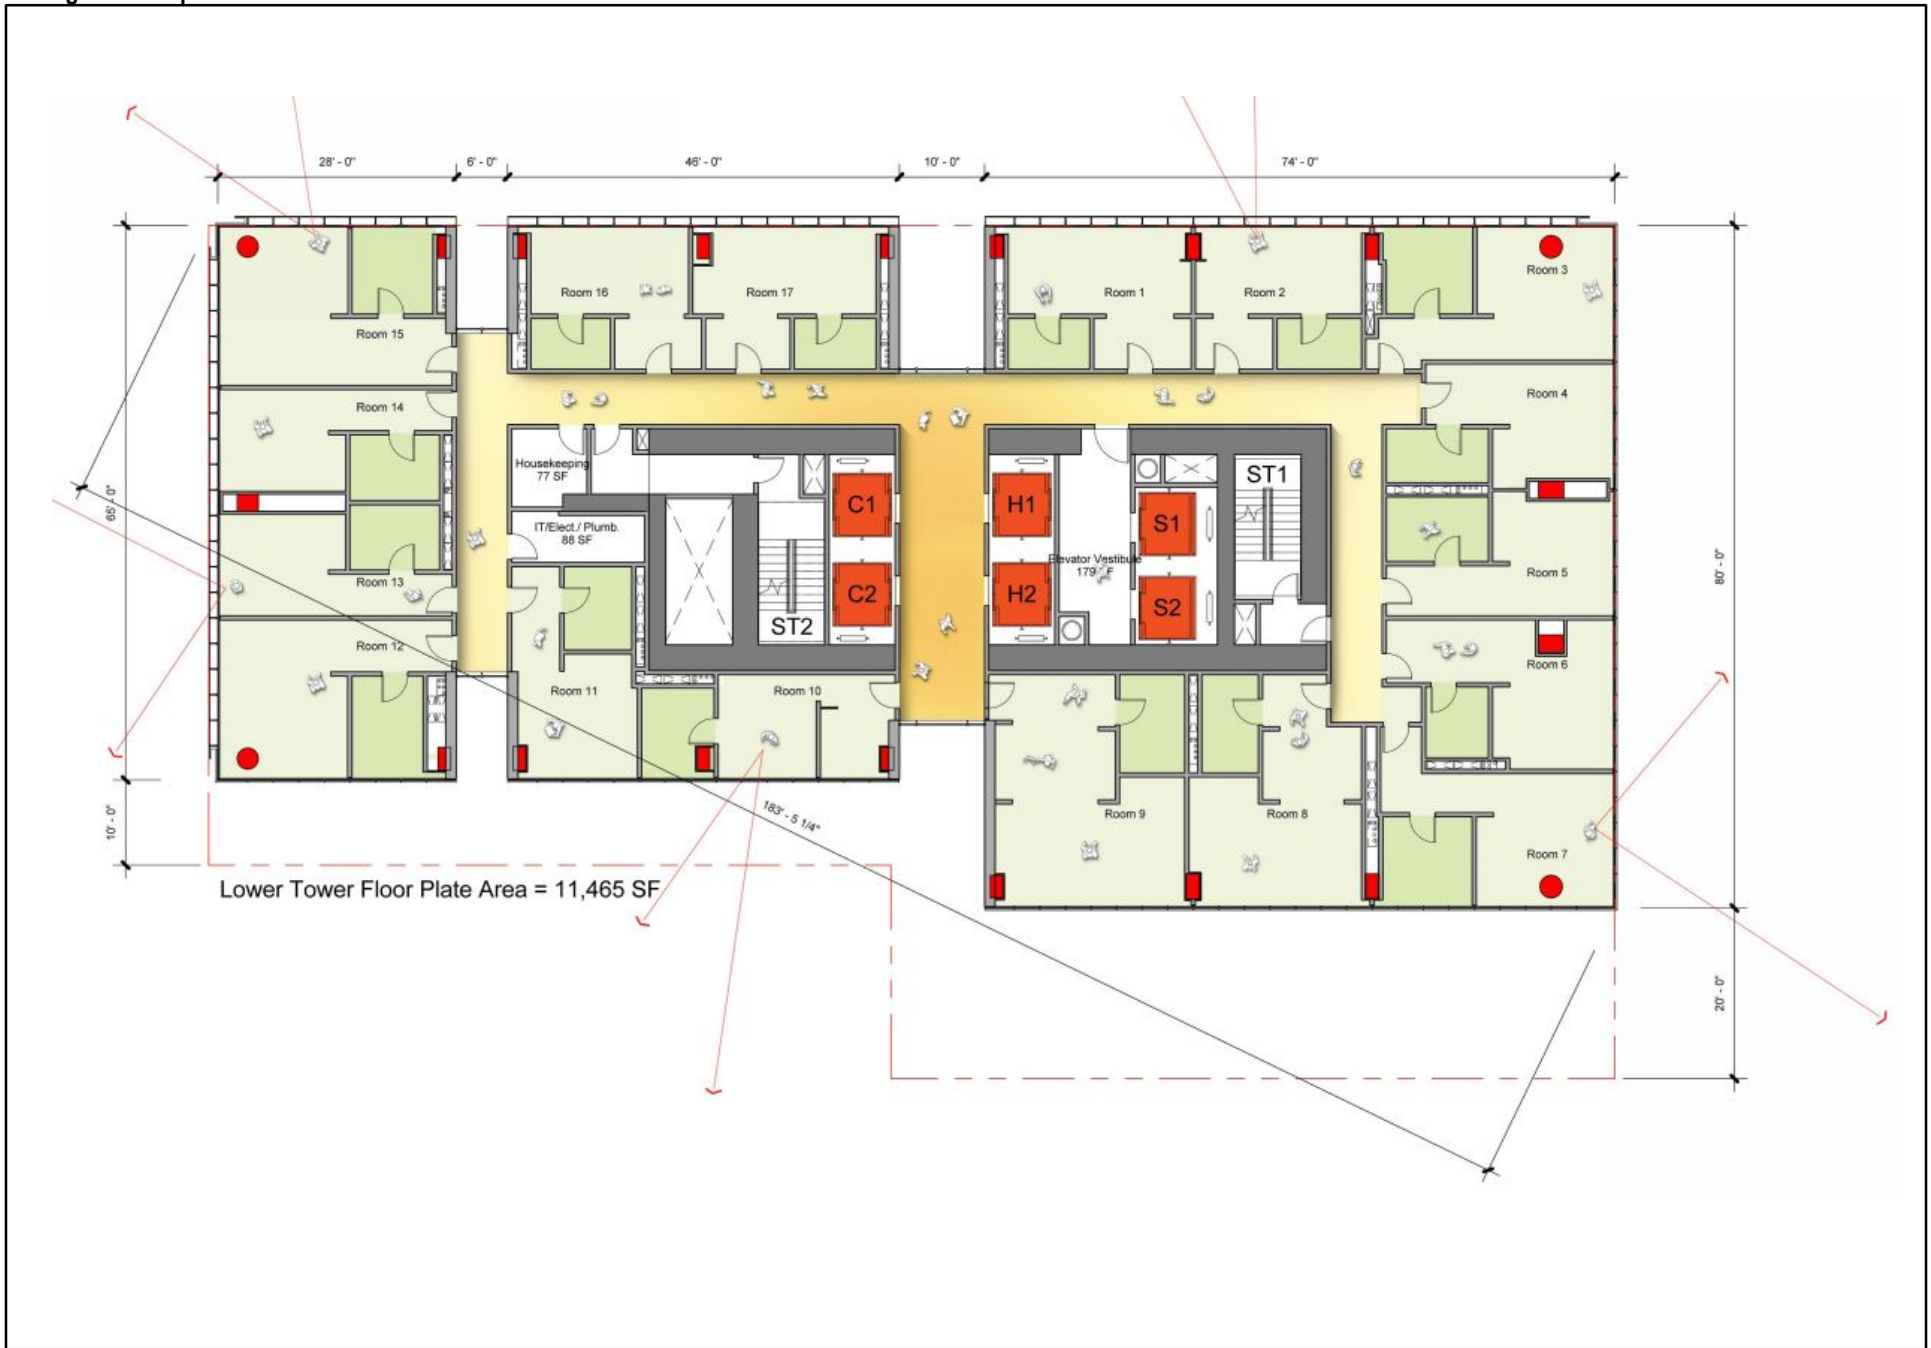 28' - 0"
6' - 0"
46' - 0"
10' - 0"
74' - 0"
Room 16
Room 17
Room 1
Room 2
Room 3
Room 15
Room 14
Room 4
Housekeeping
77 SF
ST1
C1
H1
S1
IT/Elect./ Plumb.
88 SF
65' - 0"
Elevator Vestibule
Room 13
Room 5
80' - 0"
C2
H2
S2
ST2
Room 12
Room 11
Room 10
Room 6
10' - 0"
183' - 5 1/4"
Room 9
Room 8
Room 7
Lower Tower Floor Plate Area = 11,465 SF
20' - 0"